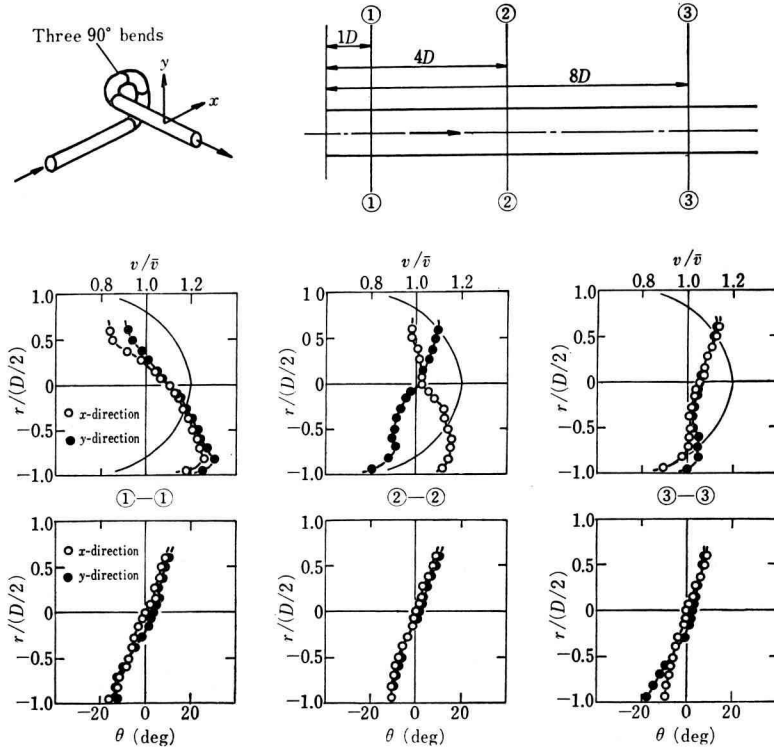 Three 90° bends
y
x
① ② ③
1D
4D
8D
① ② ③
v/v̄ v/v̄ v/v̄
0.8 1.0 1.2 0.8 1.0 1.2 0.8 1.0 1.2
1.0 1.0 1.0
0.5 0.5 0.5
0 0 0
−0.5 −0.5 −0.5
−1.0 −1.0 −1.0
r/(D/2) r/(D/2) r/(D/2)
x-direction
y-direction
①—① ②—② ③—③
1.0 1.0 1.0
0.5 0.5 0.5
0 0 0
−0.5 −0.5 −0.5
−1.0 −1.0 −1.0
r/(D/2) r/(D/2) r/(D/2)
x-direction
y-direction
−20 0 20 −20 0 20 −20 0 20
θ (deg) θ (deg) θ (deg)